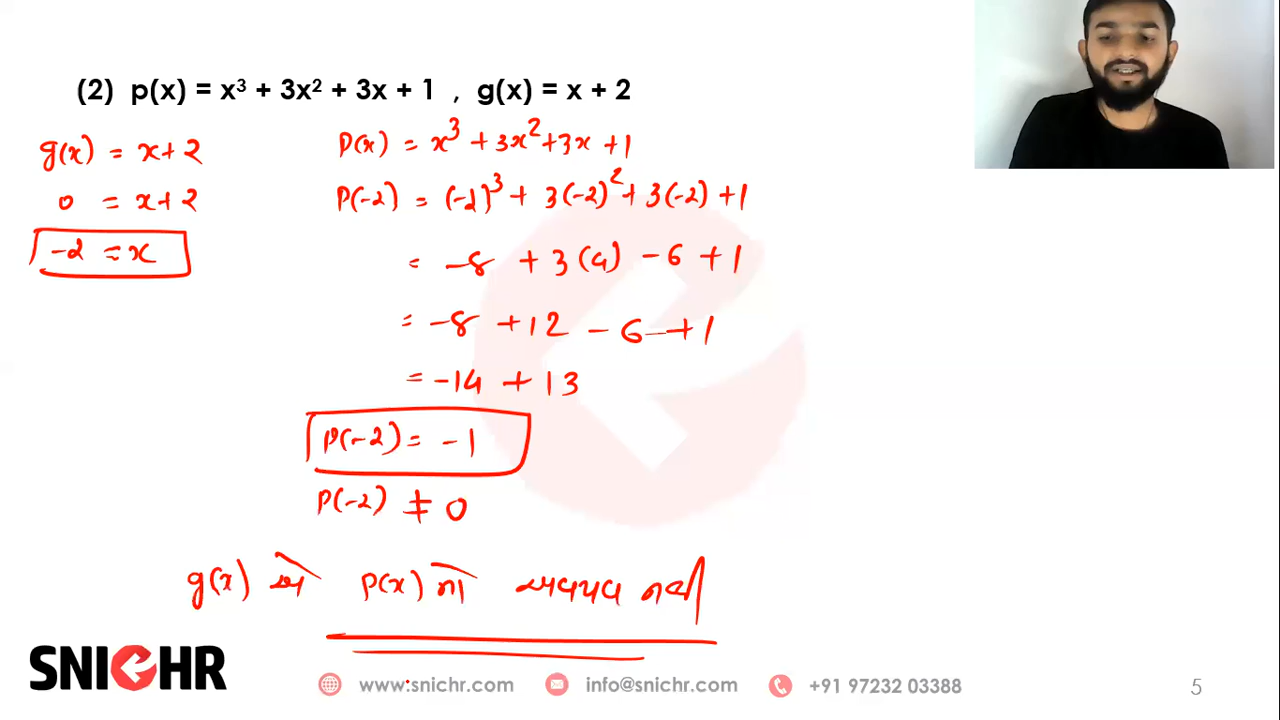 (2) p(x) = x³ + 3x² + 3x + 1 , g(x) = x + 2
g(x) = x+2
0 = x+2
-2 = x
P(x) = x³ +3x²+3x +1
P(-2) = (-2)³ + 3(-2)² + 3(-2) +1
= -8 + 3(4) -6 +1
= -8 +12 -6 +1
= -14 + 13
P(-2) = -1
P(-2) ≠ 0
g(x) એ P(x) નો અવયવ નથી
SNICHR
www.snichr.com info@snichr.com +91 97232 03388 5